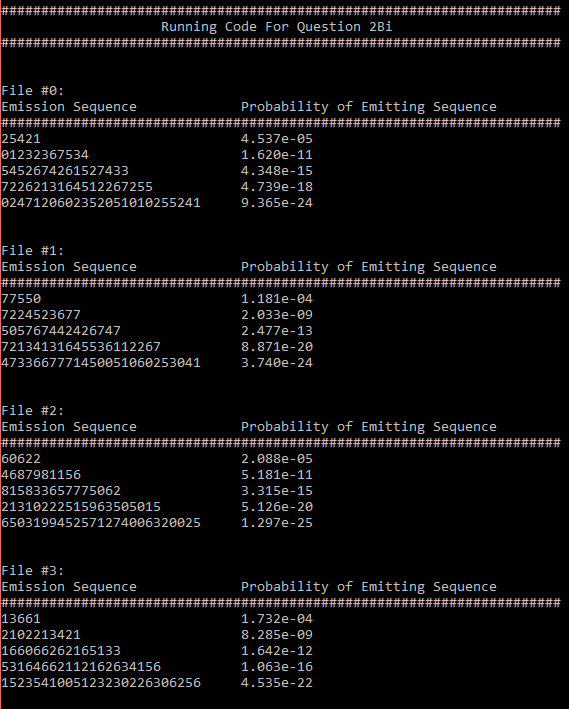 ######################################################################
Running Code For Question 2Bi
######################################################################
File #0:
Emission Sequence Probability of Emitting Sequence
######################################################################
25421 4.537e-05
01232367534 1.620e-11
5452674261527433 4.348e-15
7226213164512267255 4.739e-18
0247120602352051010255241 9.365e-24
File #1:
Emission Sequence Probability of Emitting Sequence
######################################################################
77550 1.181e-04
7224523677 2.033e-09
505767442426747 2.477e-13
72134131645536112267 8.871e-20
4733667771450051060253041 3.740e-24
File #2:
Emission Sequence Probability of Emitting Sequence
######################################################################
60622 2.088e-05
4687981156 5.181e-11
815833657775062 3.315e-15
21310222515963505015 5.126e-20
6503199452571274006320025 1.297e-25
File #3:
Emission Sequence Probability of Emitting Sequence
######################################################################
13661 1.732e-04
2102213421 8.285e-09
166066262165133 1.642e-12
53164662112162634156 1.063e-16
1523541005123230226306256 4.535e-22